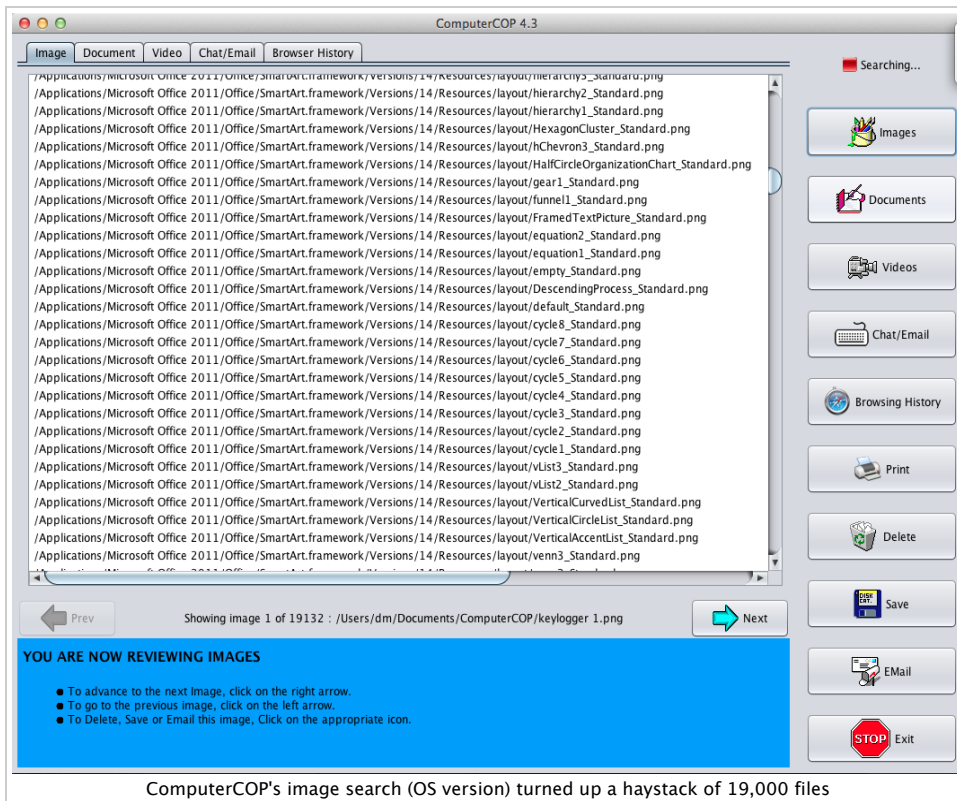 ComputerCOP 4.3
Image Document Video Chat/Email Browser History
Searching...
/Applications/Microsoft Office 2011/Office/SmartArt.framework/Versions/14/Resources/layout/hierarchy3_Standard.png
/Applications/Microsoft Office 2011/Office/SmartArt.framework/Versions/14/Resources/layout/hierarchy2_Standard.png
/Applications/Microsoft Office 2011/Office/SmartArt.framework/Versions/14/Resources/layout/hierarchy1_Standard.png
/Applications/Microsoft Office 2011/Office/SmartArt.framework/Versions/14/Resources/layout/HexagonCluster_Standard.png
/Applications/Microsoft Office 2011/Office/SmartArt.framework/Versions/14/Resources/layout/hChevron3_Standard.png
/Applications/Microsoft Office 2011/Office/SmartArt.framework/Versions/14/Resources/layout/HalfCircleOrganizationChart_Standard.png
/Applications/Microsoft Office 2011/Office/SmartArt.framework/Versions/14/Resources/layout/gear1_Standard.png
/Applications/Microsoft Office 2011/Office/SmartArt.framework/Versions/14/Resources/layout/funnel1_Standard.png
/Applications/Microsoft Office 2011/Office/SmartArt.framework/Versions/14/Resources/layout/FramedTextPicture_Standard.png
/Applications/Microsoft Office 2011/Office/SmartArt.framework/Versions/14/Resources/layout/equation2_Standard.png
/Applications/Microsoft Office 2011/Office/SmartArt.framework/Versions/14/Resources/layout/equation1_Standard.png
/Applications/Microsoft Office 2011/Office/SmartArt.framework/Versions/14/Resources/layout/empty_Standard.png
/Applications/Microsoft Office 2011/Office/SmartArt.framework/Versions/14/Resources/layout/DescendingProcess_Standard.png
/Applications/Microsoft Office 2011/Office/SmartArt.framework/Versions/14/Resources/layout/default_Standard.png
/Applications/Microsoft Office 2011/Office/SmartArt.framework/Versions/14/Resources/layout/cycle8_Standard.png
/Applications/Microsoft Office 2011/Office/SmartArt.framework/Versions/14/Resources/layout/cycle7_Standard.png
/Applications/Microsoft Office 2011/Office/SmartArt.framework/Versions/14/Resources/layout/cycle6_Standard.png
/Applications/Microsoft Office 2011/Office/SmartArt.framework/Versions/14/Resources/layout/cycle5_Standard.png
/Applications/Microsoft Office 2011/Office/SmartArt.framework/Versions/14/Resources/layout/cycle4_Standard.png
/Applications/Microsoft Office 2011/Office/SmartArt.framework/Versions/14/Resources/layout/cycle3_Standard.png
/Applications/Microsoft Office 2011/Office/SmartArt.framework/Versions/14/Resources/layout/cycle2_Standard.png
/Applications/Microsoft Office 2011/Office/SmartArt.framework/Versions/14/Resources/layout/cycle1_Standard.png
/Applications/Microsoft Office 2011/Office/SmartArt.framework/Versions/14/Resources/layout/vList3_Standard.png
/Applications/Microsoft Office 2011/Office/SmartArt.framework/Versions/14/Resources/layout/vList2_Standard.png
/Applications/Microsoft Office 2011/Office/SmartArt.framework/Versions/14/Resources/layout/VerticalCurvedList_Standard.png
/Applications/Microsoft Office 2011/Office/SmartArt.framework/Versions/14/Resources/layout/VerticalCircleList_Standard.png
/Applications/Microsoft Office 2011/Office/SmartArt.framework/Versions/14/Resources/layout/VerticalAccentList_Standard.png
/Applications/Microsoft Office 2011/Office/SmartArt.framework/Versions/14/Resources/layout/venn3_Standard.png
Images
Documents
Videos
Chat/Email
Browsing History
Print
Delete
DISK CRT.
Save
EMail
STOP Exit
Prev
Showing image 1 of 19132 : /Users/dm/Documents/ComputerCOP/keylogger 1.png
Next
YOU ARE NOW REVIEWING IMAGES
To advance to the next Image, click on the right arrow.
To go to the previous image, click on the left arrow.
To Delete, Save or Email this image, Click on the appropriate icon.
ComputerCOP's image search (OS version) turned up a haystack of 19,000 files